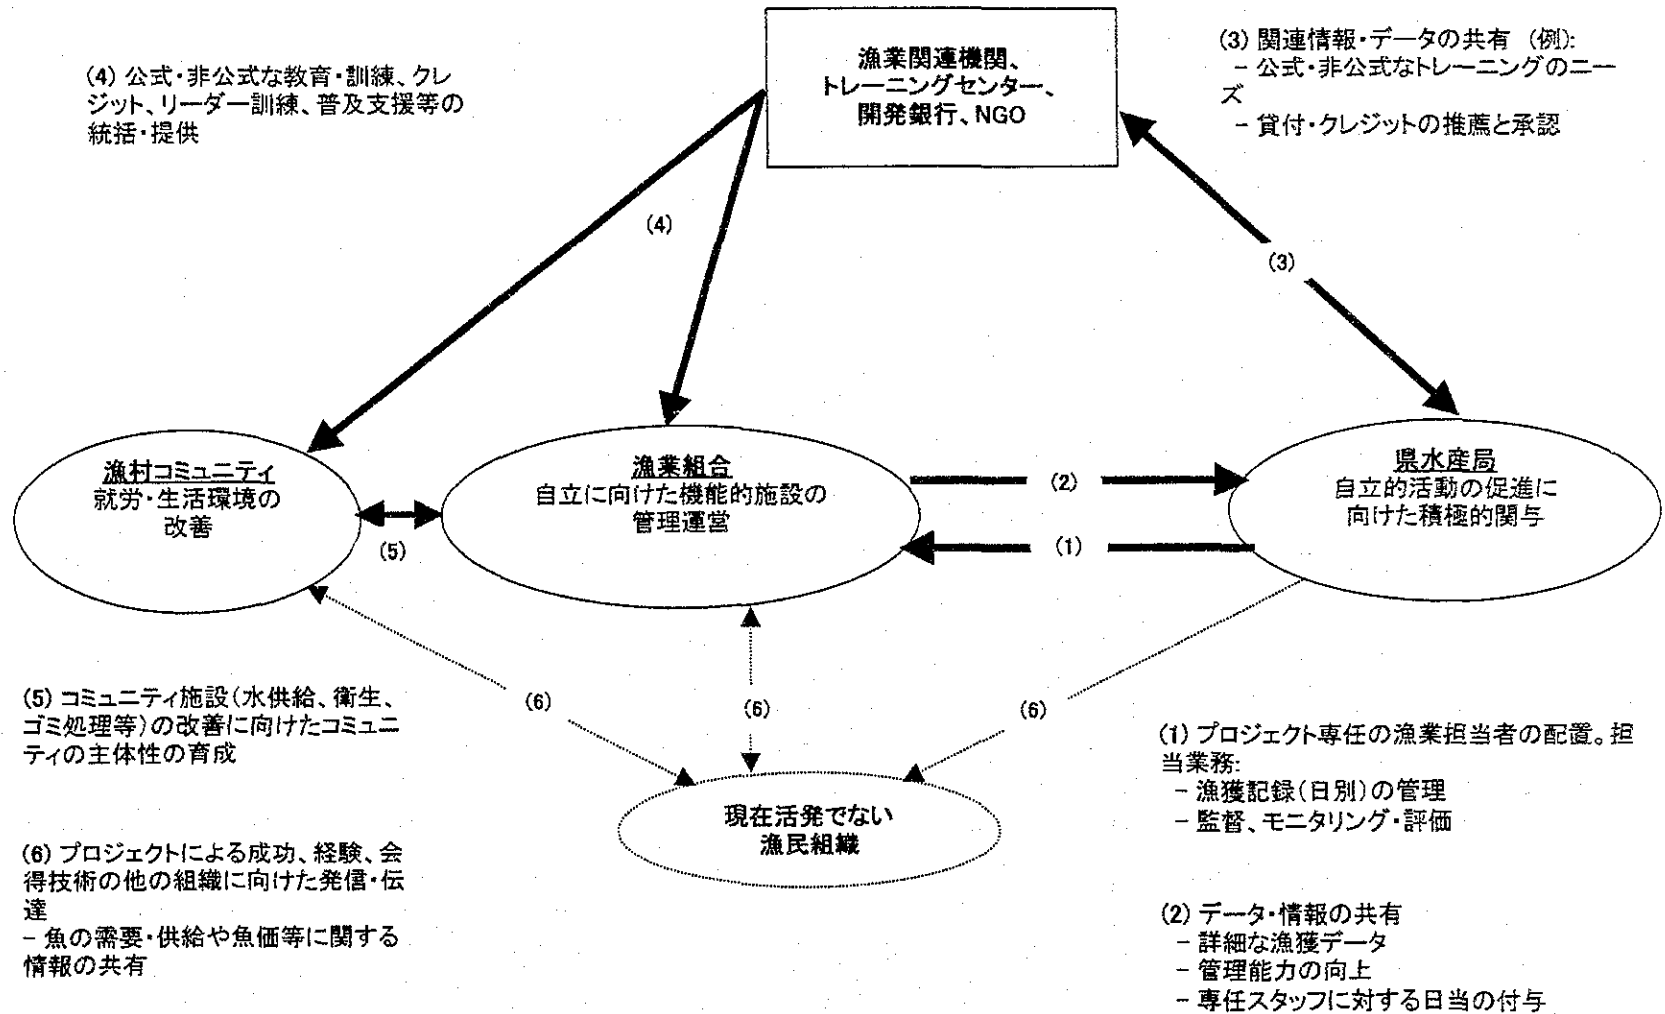 (4) 公式・非公式な教育・訓練、クレ
ジット、リーダー訓練、普及支援等の
統括・提供
漁業関連機関、
トレーニングセンター、
開発銀行、NGO
(3) 関連情報・データの共有 (例):
- 公式・非公式なトレーニングのニー
ズ
- 貸付・クレジットの推薦と承認
(4)
(3)
漁村コミュニティ
就労・生活環境の
改善
(5)
漁業組合
自立に向けた機能的施設の
管理運営
(2)
(1)
県水産局
自立的活動の促進に
向けた積極的関与
(6)
(6)
(6)
現在活発でない
漁民組織
(5) コミュニティ施設(水供給、衛生、
ゴミ処理等)の改善に向けたコミュニ
ティの主体性の育成
(6) プロジェクトによる成功、経験、会
得技術の他の組織に向けた発信・伝
達
- 魚の需要・供給や魚価等に関する
情報の共有
(1) プロジェクト専任の漁業担当者の配置。担
当業務:
- 漁獲記録(日別)の管理
- 監督、モニタリング・評価
(2) データ・情報の共有
- 詳細な漁獲データ
- 管理能力の向上
- 専任スタッフに対する日当の付与